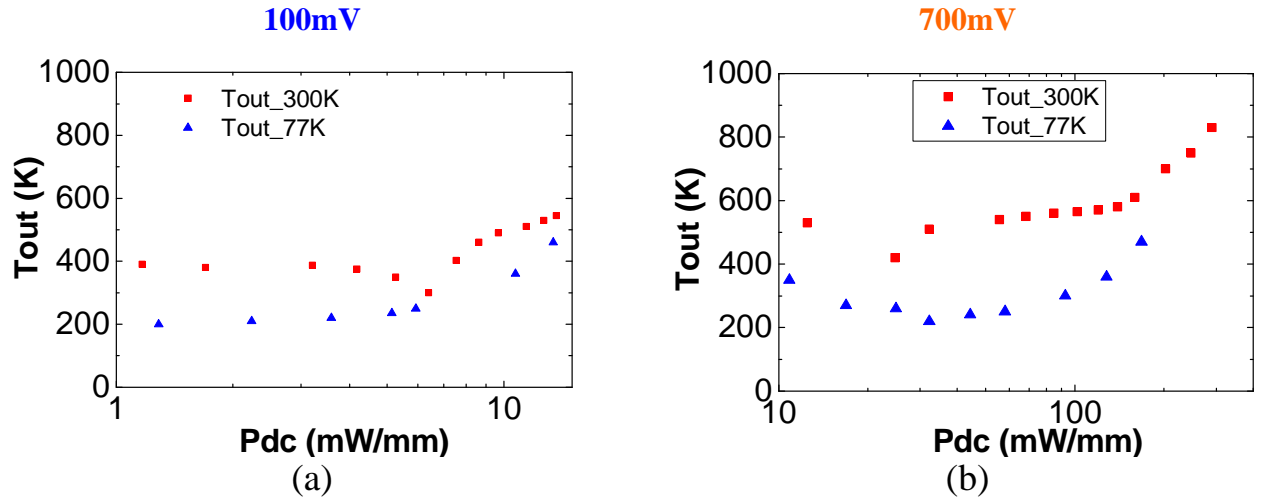 100mV
1000
800
600
400
200
0
Tout (K)
Tout_300K
Tout_77K
1
10
Pdc (mW/mm)
(a)
700mV
1000
800
600
400
200
0
Tout (K)
Tout_300K
Tout_77K
10
100
Pdc (mW/mm)
(b)